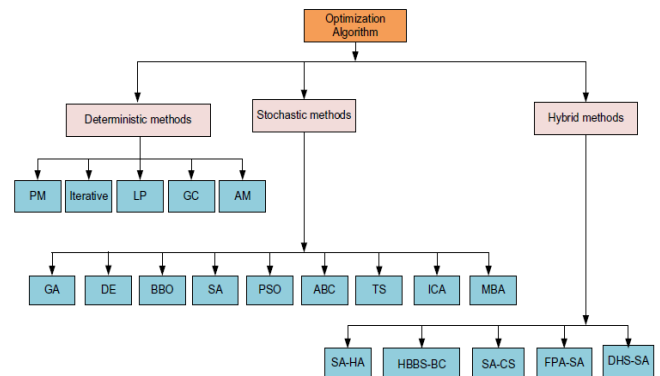 Optimization
Algorithm
Deterministic methods
Stochastic methods
Hybrid methods
PM
Iterative
LP
GC
AM
GA
DE
BBO
SA
PSO
ABC
TS
ICA
MBA
SA-HA
HBBS-BC
SA-CS
FPA-SA
DHS-SA